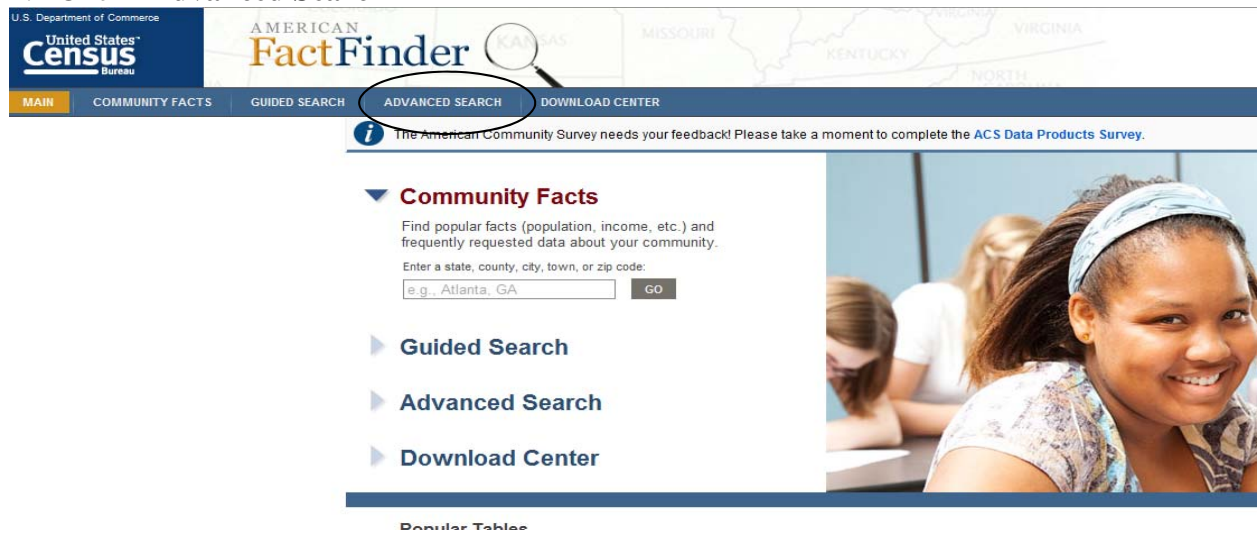 U.S. Department of Commerce
United States™
Census
Bureau
AMERICAN
FactFinder
KANSAS
MISSOURI
KENTUCKY
VIRGINIA
VIRGINIA
NORTH
MAIN COMMUNITY FACTS GUIDED SEARCH ADVANCED SEARCH DOWNLOAD CENTER
i The American Community Survey needs your feedback! Please take a moment to complete the ACS Data Products Survey.
Community Facts
Find popular facts (population, income, etc.) and
frequently requested data about your community.
Enter a state, county, city, town, or zip code:
e.g., Atlanta, GA GO
Guided Search
Advanced Search
Download Center
Popular Tables